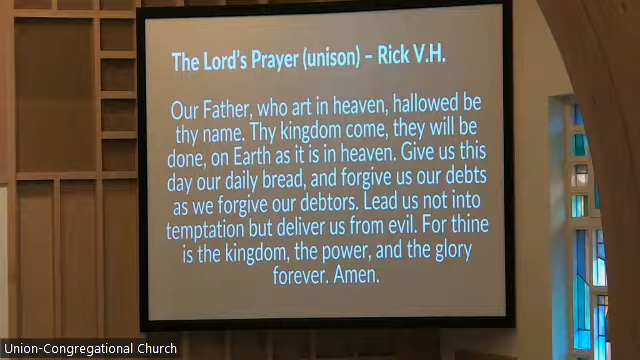 The Lord's Prayer (unison) – Rick V.H.
Our Father, who art in heaven, hallowed be
thy name. Thy kingdom come, they will be
done, on Earth as it is in heaven. Give us this
day our daily bread, and forgive us our debts
as we forgive our debtors. Lead us not into
temptation but deliver us from evil. For thine
is the kingdom, the power, and the glory
forever. Amen.
Union-Congregational Church